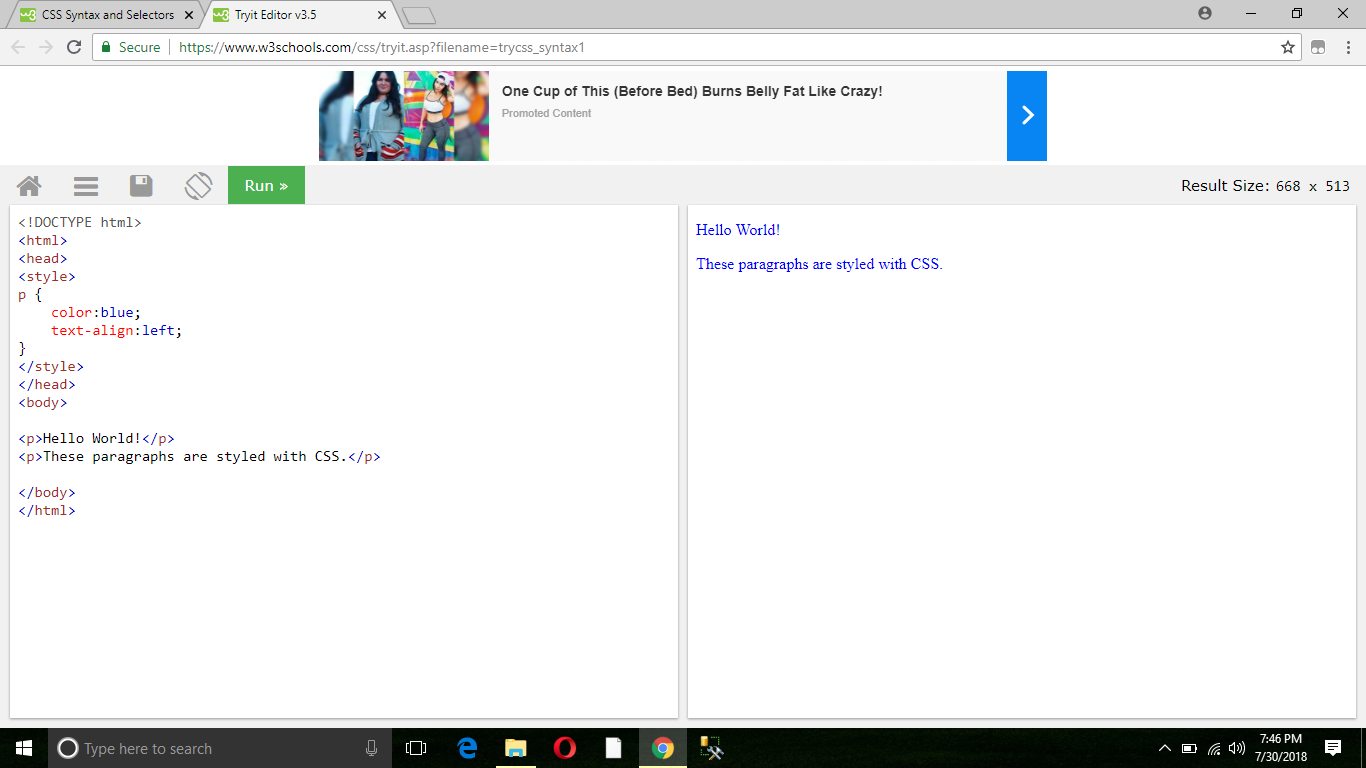 CSS Syntax and Selectors
Tryit Editor v3.5
Secure
https://www.w3schools.com/css/tryit.asp?filename=trycss_syntax1
One Cup of This (Before Bed) Burns Belly Fat Like Crazy!
Promoted Content
Run »
Result Size: 668 x 513
<!DOCTYPE html>
<html>
<head>
<style>
p {
    color:blue;
    text-align:left;
}
</style>
</head>
<body>
<p>Hello World!</p>
<p>These paragraphs are styled with CSS.</p>
</body>
</html>
Hello World!
These paragraphs are styled with CSS.
Type here to search
7:46 PM
7/30/2018